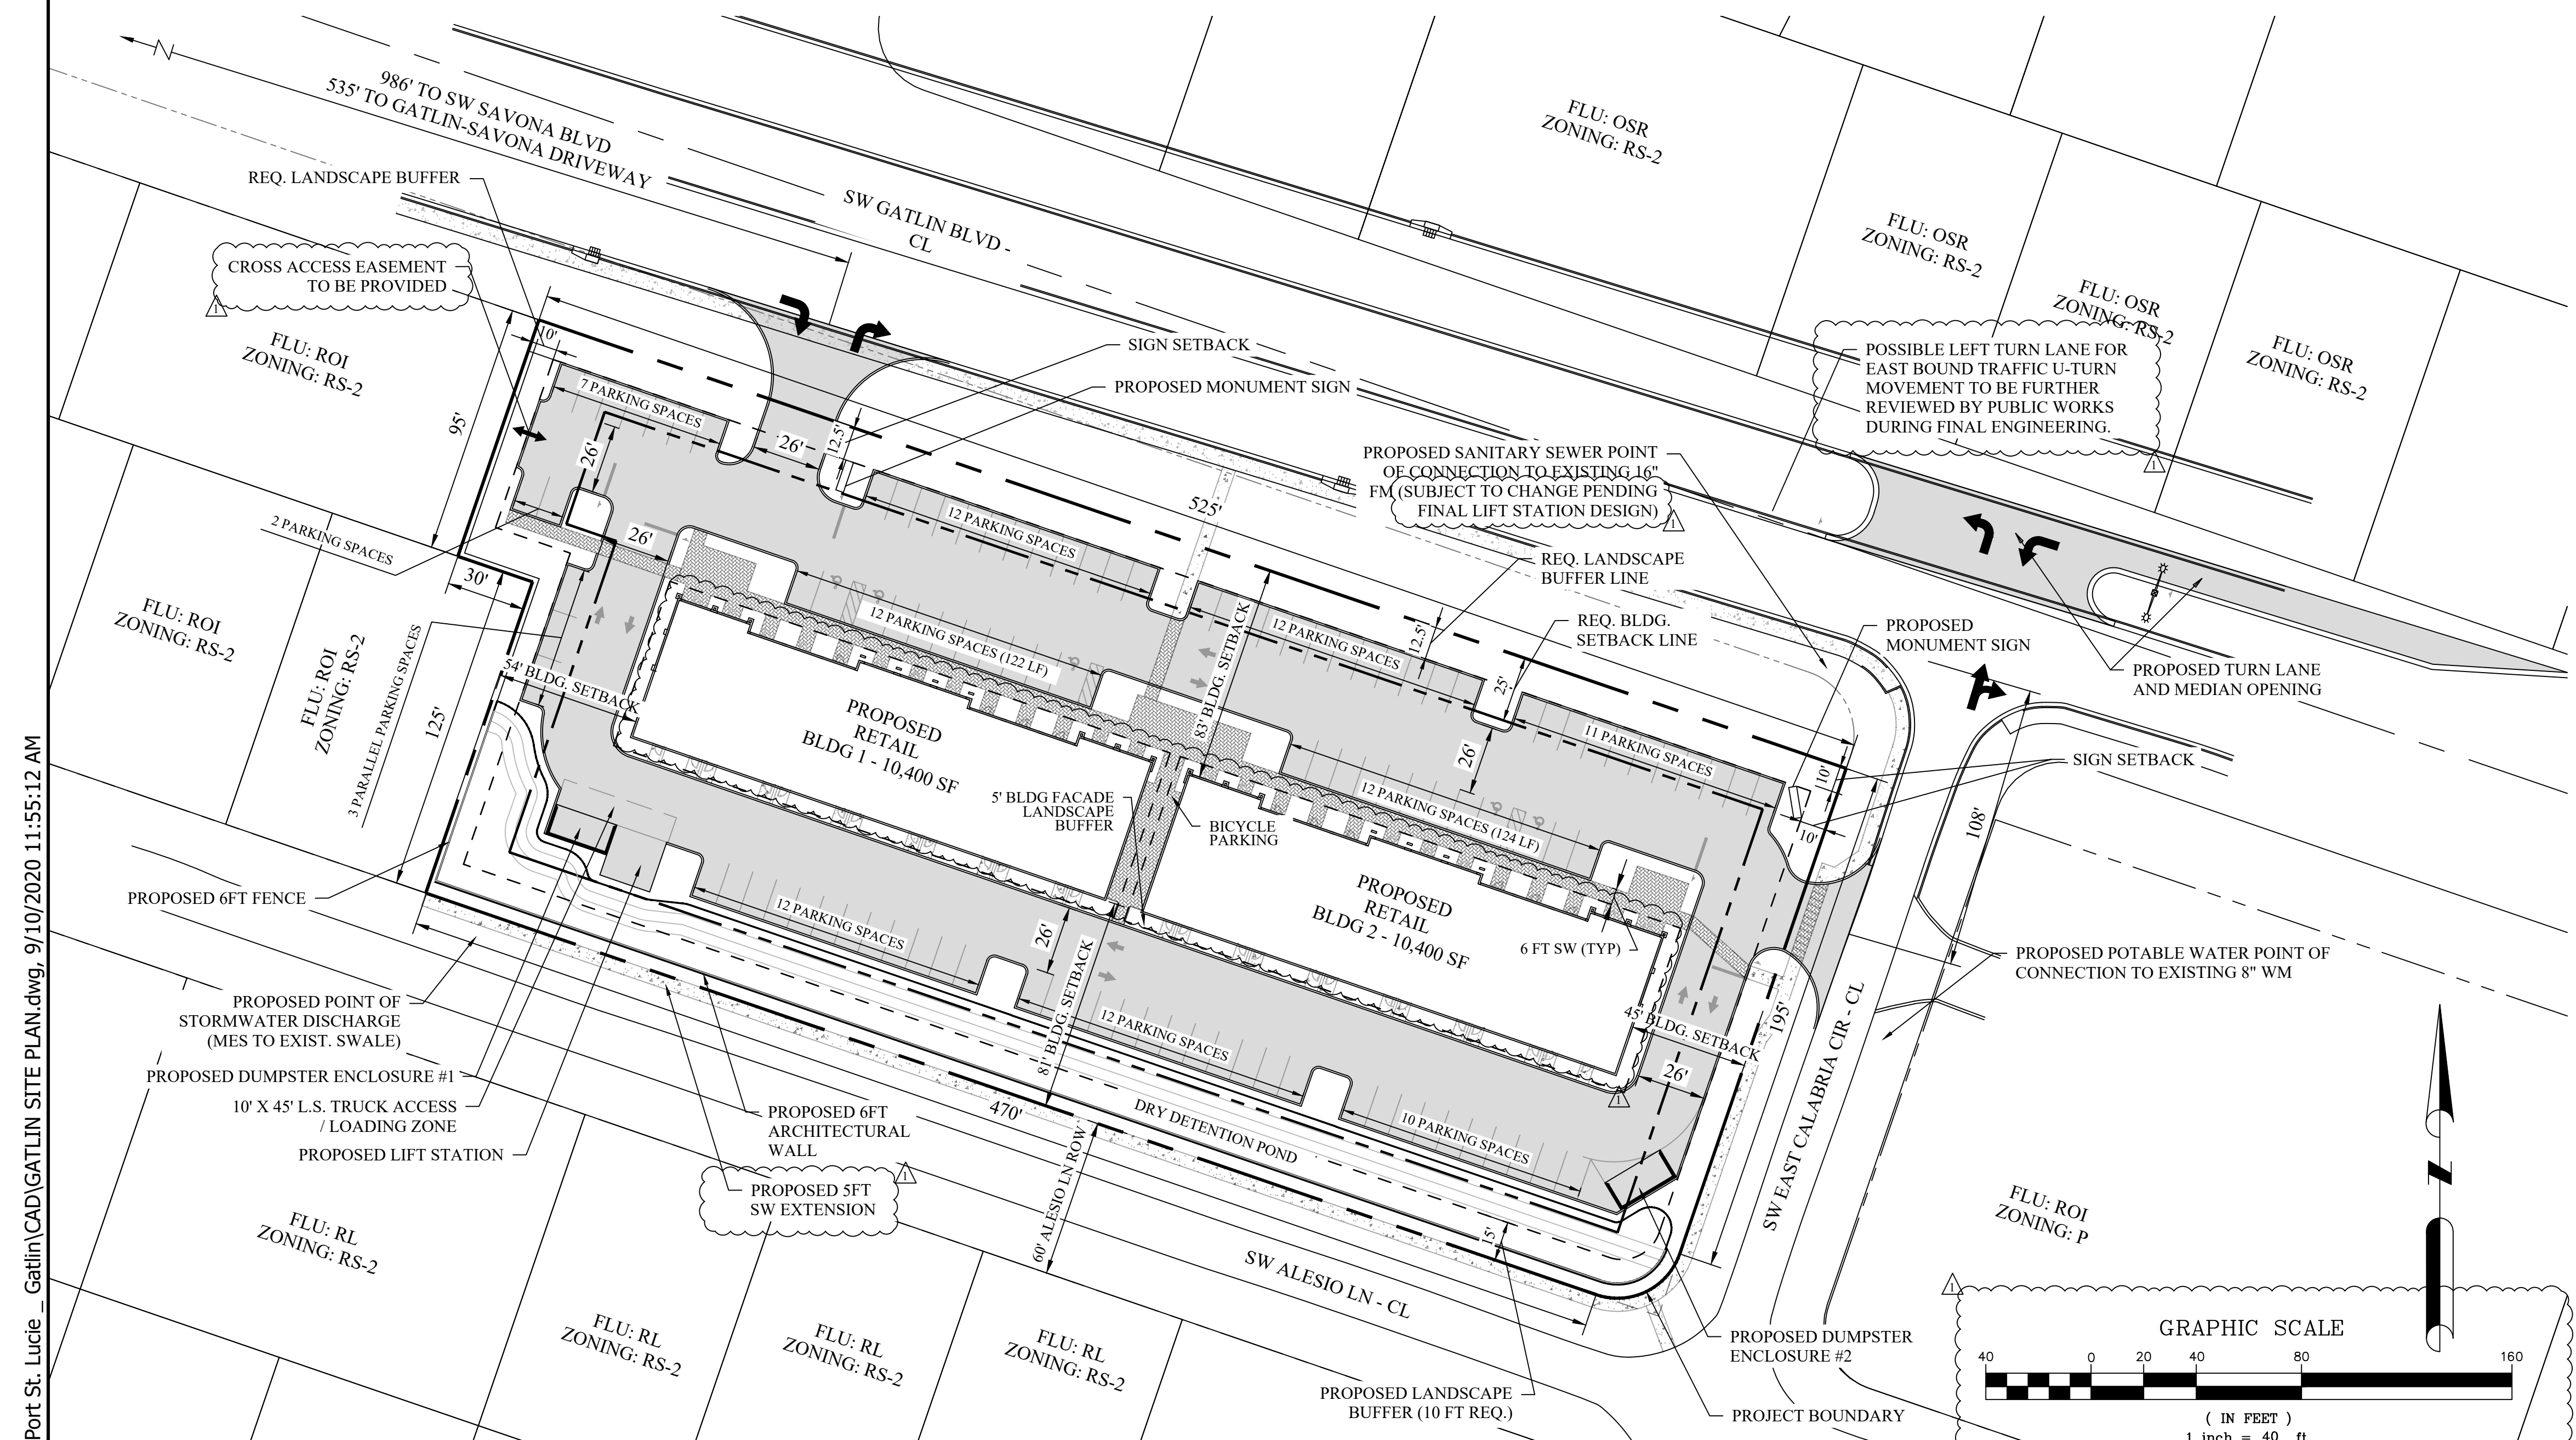 Port St. Lucie _ Gatlin\CAD\GATLIN SITE PLAN.dwg, 9/10/2020 11:55:12 AM
N
986' TO SW SAVONA BLVD
535' TO GATLIN-SAVONA DRIVEWAY
REQ. LANDSCAPE BUFFER
SW GATLIN BLVD -
CL
FLU: OSR
ZONING: RS-2
FLU: OSR
ZONING: RS-2
FLU: OSR
ZONING: RS-2
FLU: OSR
ZONING: RS-2
CROSS ACCESS EASEMENT
TO BE PROVIDED
1
FLU: ROI
ZONING: RS-2
10'
95'
7 PARKING SPACES
26'
26'
12.5'
SIGN SETBACK
PROPOSED MONUMENT SIGN
POSSIBLE LEFT TURN LANE FOR
EAST BOUND TRAFFIC U-TURN
MOVEMENT TO BE FURTHER
REVIEWED BY PUBLIC WORKS
DURING FINAL ENGINEERING.
1
PROPOSED SANITARY SEWER POINT
OF CONNECTION TO EXISTING 16"
FM (SUBJECT TO CHANGE PENDING
FINAL LIFT STATION DESIGN)
1
525'
12 PARKING SPACES
2 PARKING SPACES
26'
30'
REQ. LANDSCAPE
BUFFER LINE
REQ. BLDG.
SETBACK LINE
12.5'
25'
PROPOSED
MONUMENT SIGN
PROPOSED TURN LANE
AND MEDIAN OPENING
FLU: ROI
ZONING: RS-2
FLU: ROI
ZONING: RS-2
3 PARALLEL PARKING SPACES
125'
54' BLDG. SETBACK
12 PARKING SPACES (122 LF)
83' BLDG. SETBACK
12 PARKING SPACES
26'
11 PARKING SPACES
10'
10'
SIGN SETBACK
108'
PROPOSED
RETAIL
BLDG 1 - 10,400 SF
5' BLDG FACADE
LANDSCAPE
BUFFER
BICYCLE
PARKING
12 PARKING SPACES (124 LF)
PROPOSED
RETAIL
BLDG 2 - 10,400 SF
6 FT SW (TYP)
PROPOSED 6FT FENCE
12 PARKING SPACES
26'
81' BLDG. SETBACK
12 PARKING SPACES
45' BLDG. SETBACK
195'
26'
1
10 PARKING SPACES
PROPOSED POTABLE WATER POINT OF
CONNECTION TO EXISTING 8" WM
SW EAST CALABRIA CIR - CL
PROPOSED POINT OF
STORMWATER DISCHARGE
(MES TO EXIST. SWALE)
PROPOSED DUMPSTER ENCLOSURE #1
10' X 45' L.S. TRUCK ACCESS
/ LOADING ZONE
PROPOSED LIFT STATION
PROPOSED 6FT
ARCHITECTURAL
WALL
PROPOSED 5FT
SW EXTENSION
1
470'
DRY DETENTION POND
60' ALESIO LN ROW
15'
SW ALESIO LN - CL
FLU: RL
ZONING: RS-2
FLU: RL
ZONING: RS-2
FLU: RL
ZONING: RS-2
FLU: RL
ZONING: RS-2
FLU: ROI
ZONING: P
PROPOSED DUMPSTER
ENCLOSURE #2
PROPOSED LANDSCAPE
BUFFER (10 FT REQ.)
PROJECT BOUNDARY
N
1
GRAPHIC SCALE
40 0 20 40 80 160
( IN FEET )
1 inch = 40 ft.